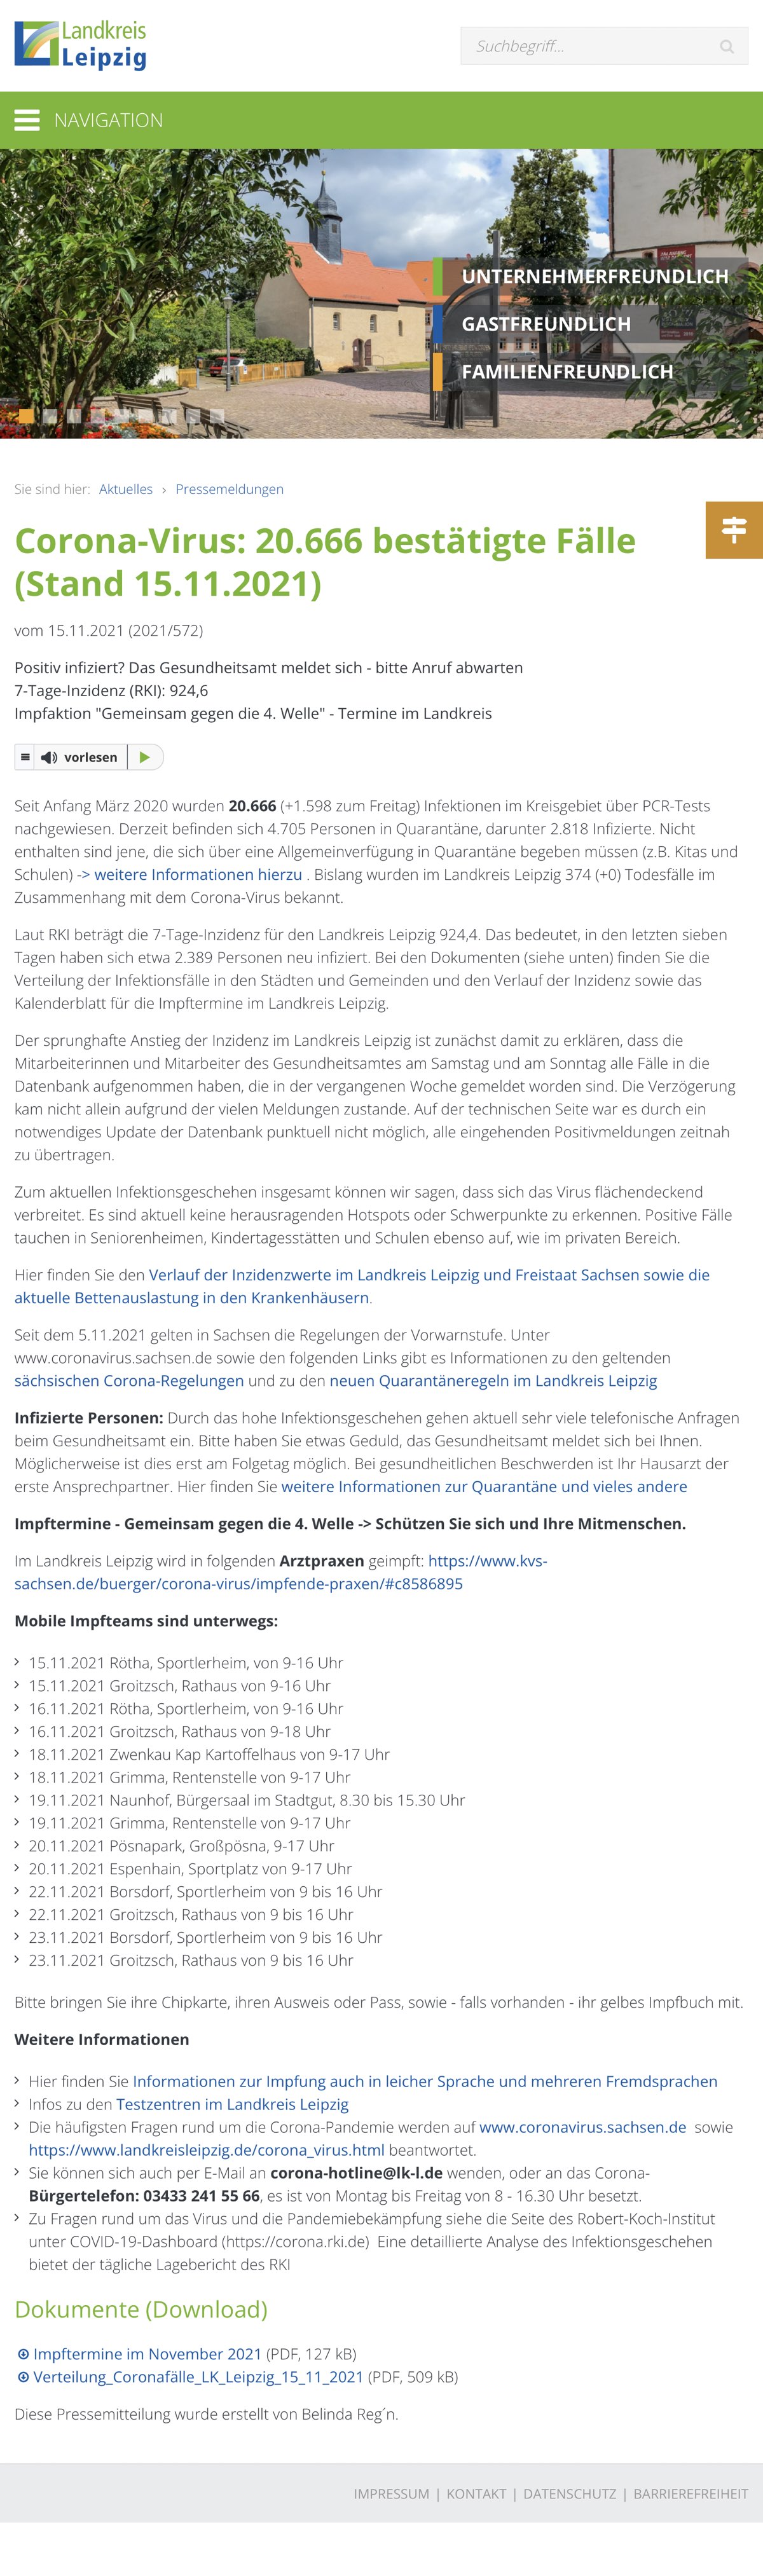 Landkreis
Leipzig
Suchbegriff...
NAVIGATION
UNTERNEHMERFREUNDLICH
GASTFREUNDLICH
FAMILIENFREUNDLICH
Sie sind hier: Aktuelles › Pressemeldungen
Corona-Virus: 20.666 bestätigte Fälle
(Stand 15.11.2021)
vom 15.11.2021 (2021/572)
Positiv infiziert? Das Gesundheitsamt meldet sich - bitte Anruf abwarten
7-Tage-Inzidenz (RKI): 924,6
Impfaktion "Gemeinsam gegen die 4. Welle" - Termine im Landkreis
vorlesen
Seit Anfang März 2020 wurden 20.666 (+1.598 zum Freitag) Infektionen im Kreisgebiet über PCR-Tests
nachgewiesen. Derzeit befinden sich 4.705 Personen in Quarantäne, darunter 2.818 Infizierte. Nicht
enthalten sind jene, die sich über eine Allgemeinverfügung in Quarantäne begeben müssen (z.B. Kitas und
Schulen) -> weitere Informationen hierzu . Bislang wurden im Landkreis Leipzig 374 (+0) Todesfälle im
Zusammenhang mit dem Corona-Virus bekannt.
Laut RKI beträgt die 7-Tage-Inzidenz für den Landkreis Leipzig 924,4. Das bedeutet, in den letzten sieben
Tagen haben sich etwa 2.389 Personen neu infiziert. Bei den Dokumenten (siehe unten) finden Sie die
Verteilung der Infektionsfälle in den Städten und Gemeinden und den Verlauf der Inzidenz sowie das
Kalenderblatt für die Impftermine im Landkreis Leipzig.
Der sprunghafte Anstieg der Inzidenz im Landkreis Leipzig ist zunächst damit zu erklären, dass die
Mitarbeiterinnen und Mitarbeiter des Gesundheitsamtes am Samstag und am Sonntag alle Fälle in die
Datenbank aufgenommen haben, die in der vergangenen Woche gemeldet worden sind. Die Verzögerung
kam nicht allein aufgrund der vielen Meldungen zustande. Auf der technischen Seite war es durch ein
notwendiges Update der Datenbank punktuell nicht möglich, alle eingehenden Positivmeldungen zeitnah
zu übertragen.
Zum aktuellen Infektionsgeschehen insgesamt können wir sagen, dass sich das Virus flächendeckend
verbreitet. Es sind aktuell keine herausragenden Hotspots oder Schwerpunkte zu erkennen. Positive Fälle
tauchen in Seniorenheimen, Kindertagesstätten und Schulen ebenso auf, wie im privaten Bereich.
Hier finden Sie den Verlauf der Inzidenzwerte im Landkreis Leipzig und Freistaat Sachsen sowie die
aktuelle Bettenauslastung in den Krankenhäusern.
Seit dem 5.11.2021 gelten in Sachsen die Regelungen der Vorwarnstufe. Unter
www.coronavirus.sachsen.de sowie den folgenden Links gibt es Informationen zu den geltenden
sächsischen Corona-Regelungen und zu den neuen Quarantäneregeln im Landkreis Leipzig
Infizierte Personen: Durch das hohe Infektionsgeschehen gehen aktuell sehr viele telefonische Anfragen
beim Gesundheitsamt ein. Bitte haben Sie etwas Geduld, das Gesundheitsamt meldet sich bei Ihnen.
Möglicherweise ist dies erst am Folgetag möglich. Bei gesundheitlichen Beschwerden ist Ihr Hausarzt der
erste Ansprechpartner. Hier finden Sie weitere Informationen zur Quarantäne und vieles andere
Impftermine - Gemeinsam gegen die 4. Welle -> Schützen Sie sich und Ihre Mitmenschen.
Im Landkreis Leipzig wird in folgenden Arztpraxen geimpft: https://www.kvs-
sachsen.de/buerger/corona-virus/impfende-praxen/#c8586895
Mobile Impfteams sind unterwegs:
15.11.2021 Rötha, Sportlerheim, von 9-16 Uhr
15.11.2021 Groitzsch, Rathaus von 9-16 Uhr
16.11.2021 Rötha, Sportlerheim, von 9-16 Uhr
16.11.2021 Groitzsch, Rathaus von 9-18 Uhr
18.11.2021 Zwenkau Kap Kartoffelhaus von 9-17 Uhr
18.11.2021 Grimma, Rentenstelle von 9-17 Uhr
19.11.2021 Naunhof, Bürgersaal im Stadtgut, 8.30 bis 15.30 Uhr
19.11.2021 Grimma, Rentenstelle von 9-17 Uhr
20.11.2021 Pösnapark, Großpösna, 9-17 Uhr
20.11.2021 Espenhain, Sportplatz von 9-17 Uhr
22.11.2021 Borsdorf, Sportlerheim von 9 bis 16 Uhr
22.11.2021 Groitzsch, Rathaus von 9 bis 16 Uhr
23.11.2021 Borsdorf, Sportlerheim von 9 bis 16 Uhr
23.11.2021 Groitzsch, Rathaus von 9 bis 16 Uhr
Bitte bringen Sie ihre Chipkarte, ihren Ausweis oder Pass, sowie - falls vorhanden - ihr gelbes Impfbuch mit.
Weitere Informationen
Hier finden Sie Informationen zur Impfung auch in leicher Sprache und mehreren Fremdsprachen
Infos zu den Testzentren im Landkreis Leipzig
Die häufigsten Fragen rund um die Corona-Pandemie werden auf www.coronavirus.sachsen.de sowie
https://www.landkreisleipzig.de/corona_virus.html beantwortet.
Sie können sich auch per E-Mail an corona-hotline@lk-l.de wenden, oder an das Corona-
Bürgertelefon: 03433 241 55 66, es ist von Montag bis Freitag von 8 - 16.30 Uhr besetzt.
Zu Fragen rund um das Virus und die Pandemiebekämpfung siehe die Seite des Robert-Koch-Institut
unter COVID-19-Dashboard (https://corona.rki.de) Eine detaillierte Analyse des Infektionsgeschehen
bietet der tägliche Lagebericht des RKI
Dokumente (Download)
Impftermine im November 2021 (PDF, 127 kB)
Verteilung_Coronafälle_LK_Leipzig_15_11_2021 (PDF, 509 kB)
Diese Pressemitteilung wurde erstellt von Belinda Reg´n.
IMPRESSUM | KONTAKT | DATENSCHUTZ | BARRIEREFREIHEIT